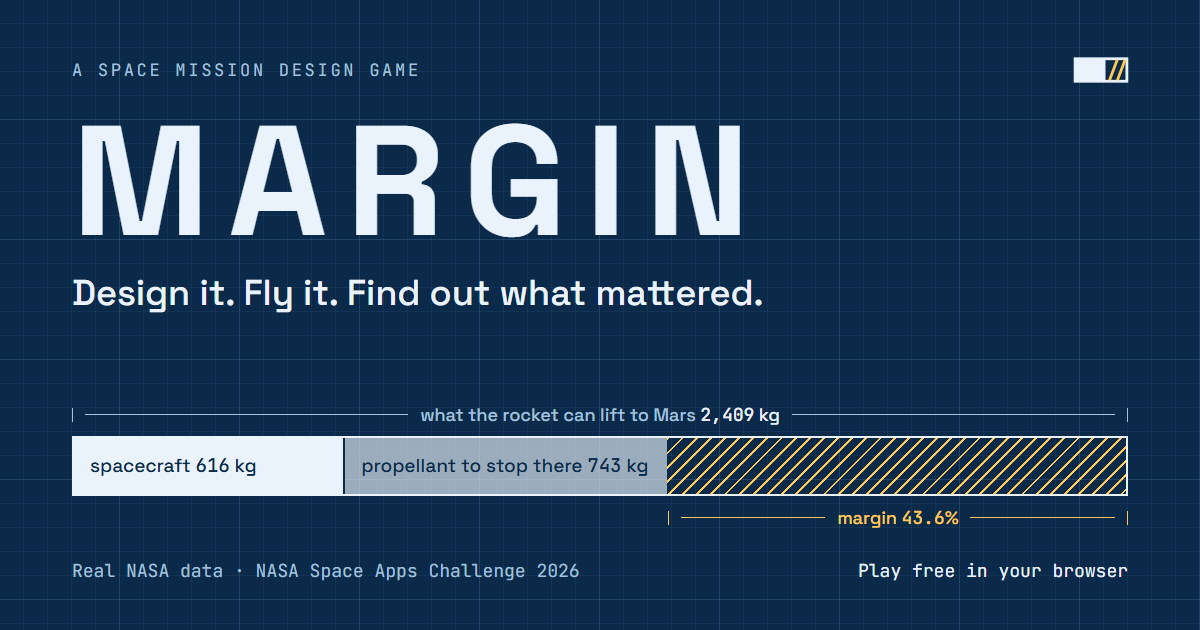 A SPACE MISSION DESIGN GAME
MARGIN
Design it. Fly it. Find out what mattered.
what the rocket can lift to Mars 2,409 kg
spacecraft 616 kg
propellant to stop there 743 kg
margin 43.6%
Real NASA data · NASA Space Apps Challenge 2026
Play free in your browser